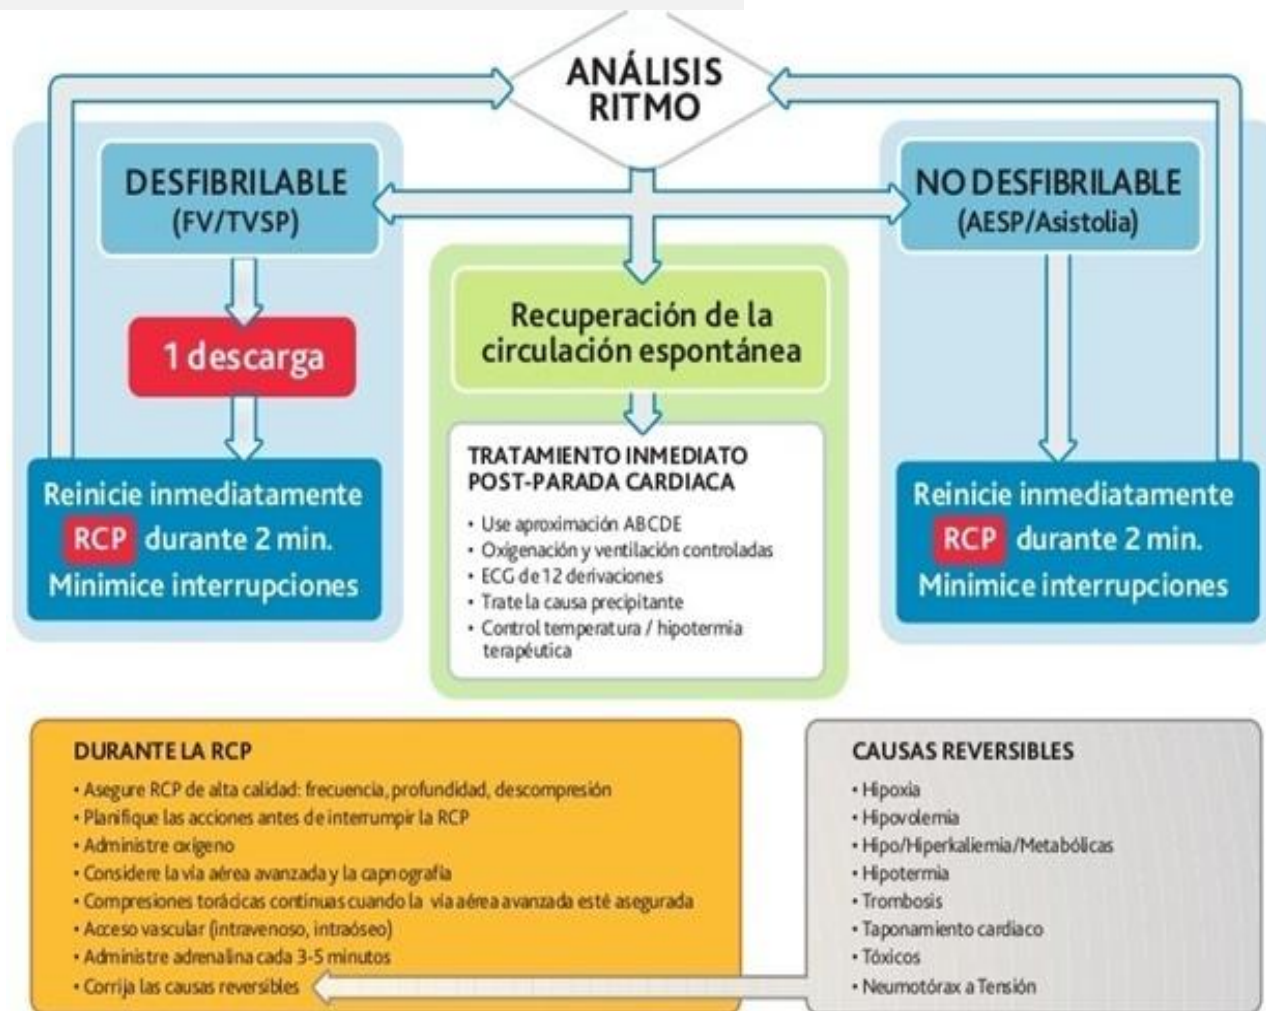 ANÁLISIS
RITMO
DESFIBRILABLE
(FV/TVSP)
1 descarga
Reinicie inmediatamente
RCP durante 2 min.
Minimice interrupciones
Recuperación de la
circulación espontánea
TRATAMIENTO INMEDIATO
POST-PARADA CARDIACA
• Use aproximación ABCDE
• Oxigenación y ventilación controladas
• ECG de 12 derivaciones
• Trate la causa precipitante
• Control temperatura / hipotermia
terapéutica
NO DESFIBRILABLE
(AESP/Asistolia)
Reinicie inmediatamente
RCP durante 2 min.
Minimice interrupciones
DURANTE LA RCP
• Asegure RCP de alta calidad: frecuencia, profundidad, descompresión
• Planifique las acciones antes de interrumpir la RCP
• Administre oxígeno
• Considere la vía aérea avanzada y la capnografía
• Compresiones torácicas continuas cuando la vía aérea avanzada esté asegurada
• Acceso vascular (intravenoso, intraóseo)
• Administre adrenalina cada 3-5 minutos
• Corrija las causas reversibles
CAUSAS REVERSIBLES
• Hipoxia
• Hipovolemia
• Hipo/Hiperkaliemia/Metabólicas
• Hipotermia
• Trombosis
• Taponamiento cardiaco
• Tóxicos
• Neumotórax a Tensión